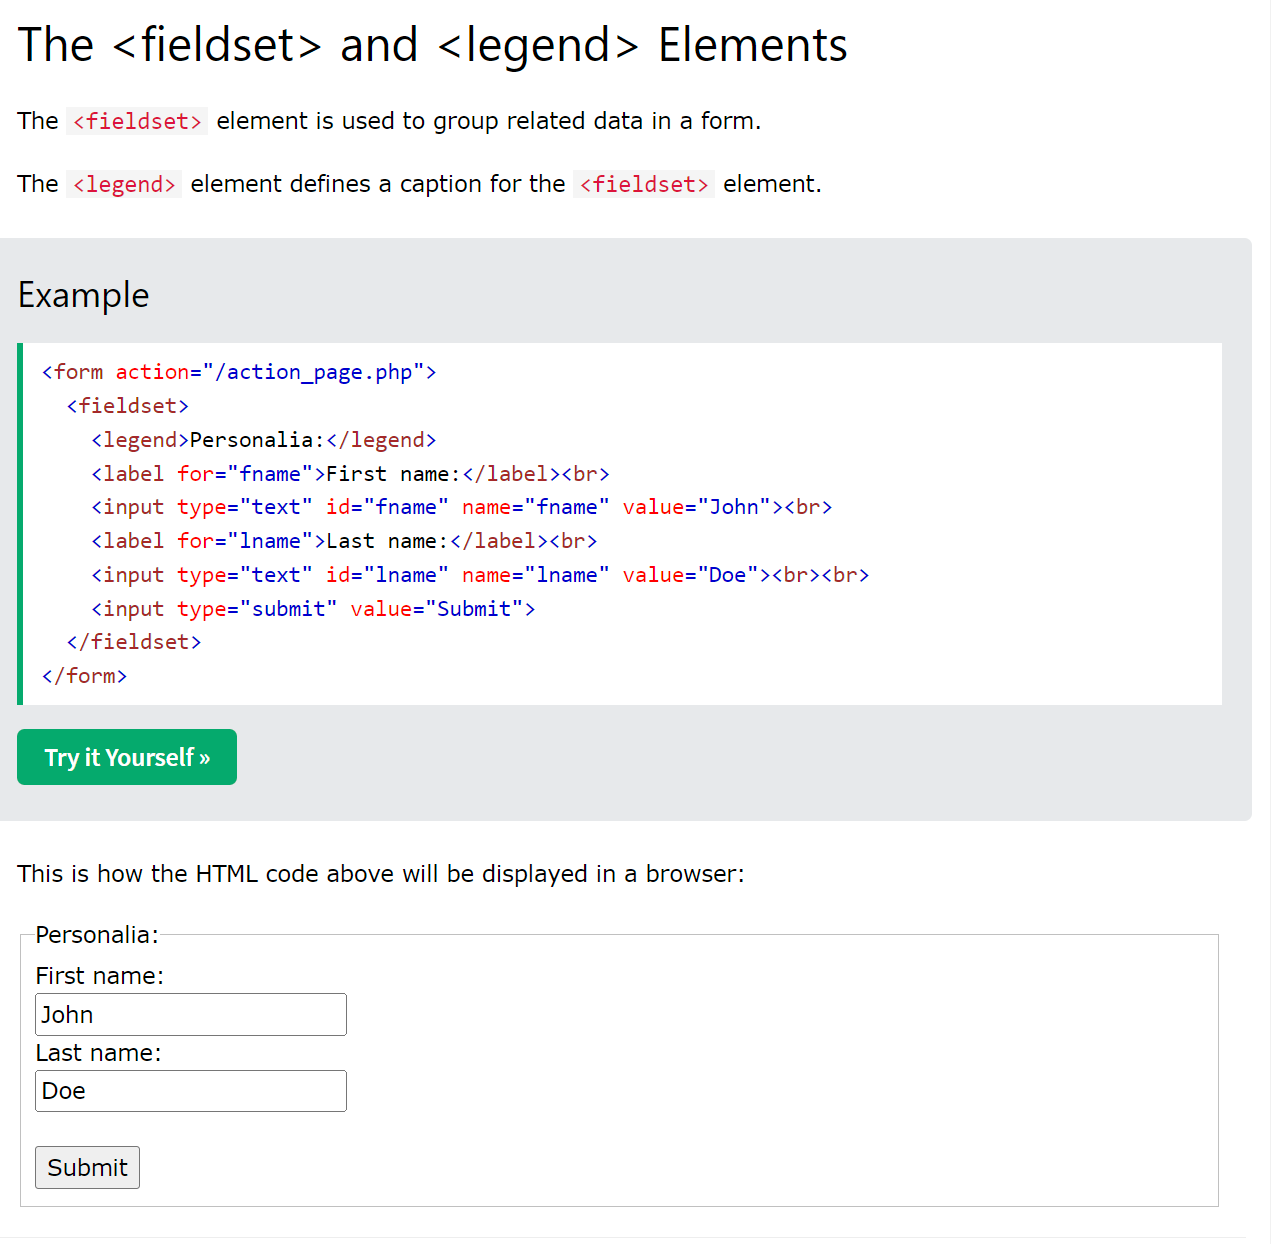 The <fieldset> and <legend> Elements
The <fieldset> element is used to group related data in a form.
The <legend> element defines a caption for the <fieldset> element.
Example
<form action="/action_page.php">
  <fieldset>
    <legend>Personalia:</legend>
    <label for="fname">First name:</label><br>
    <input type="text" id="fname" name="fname" value="John"><br>
    <label for="lname">Last name:</label><br>
    <input type="text" id="lname" name="lname" value="Doe"><br><br>
    <input type="submit" value="Submit">
  </fieldset>
</form>
Try it Yourself »
This is how the HTML code above will be displayed in a browser:
Personalia:
First name:
John
Last name:
Doe
Submit